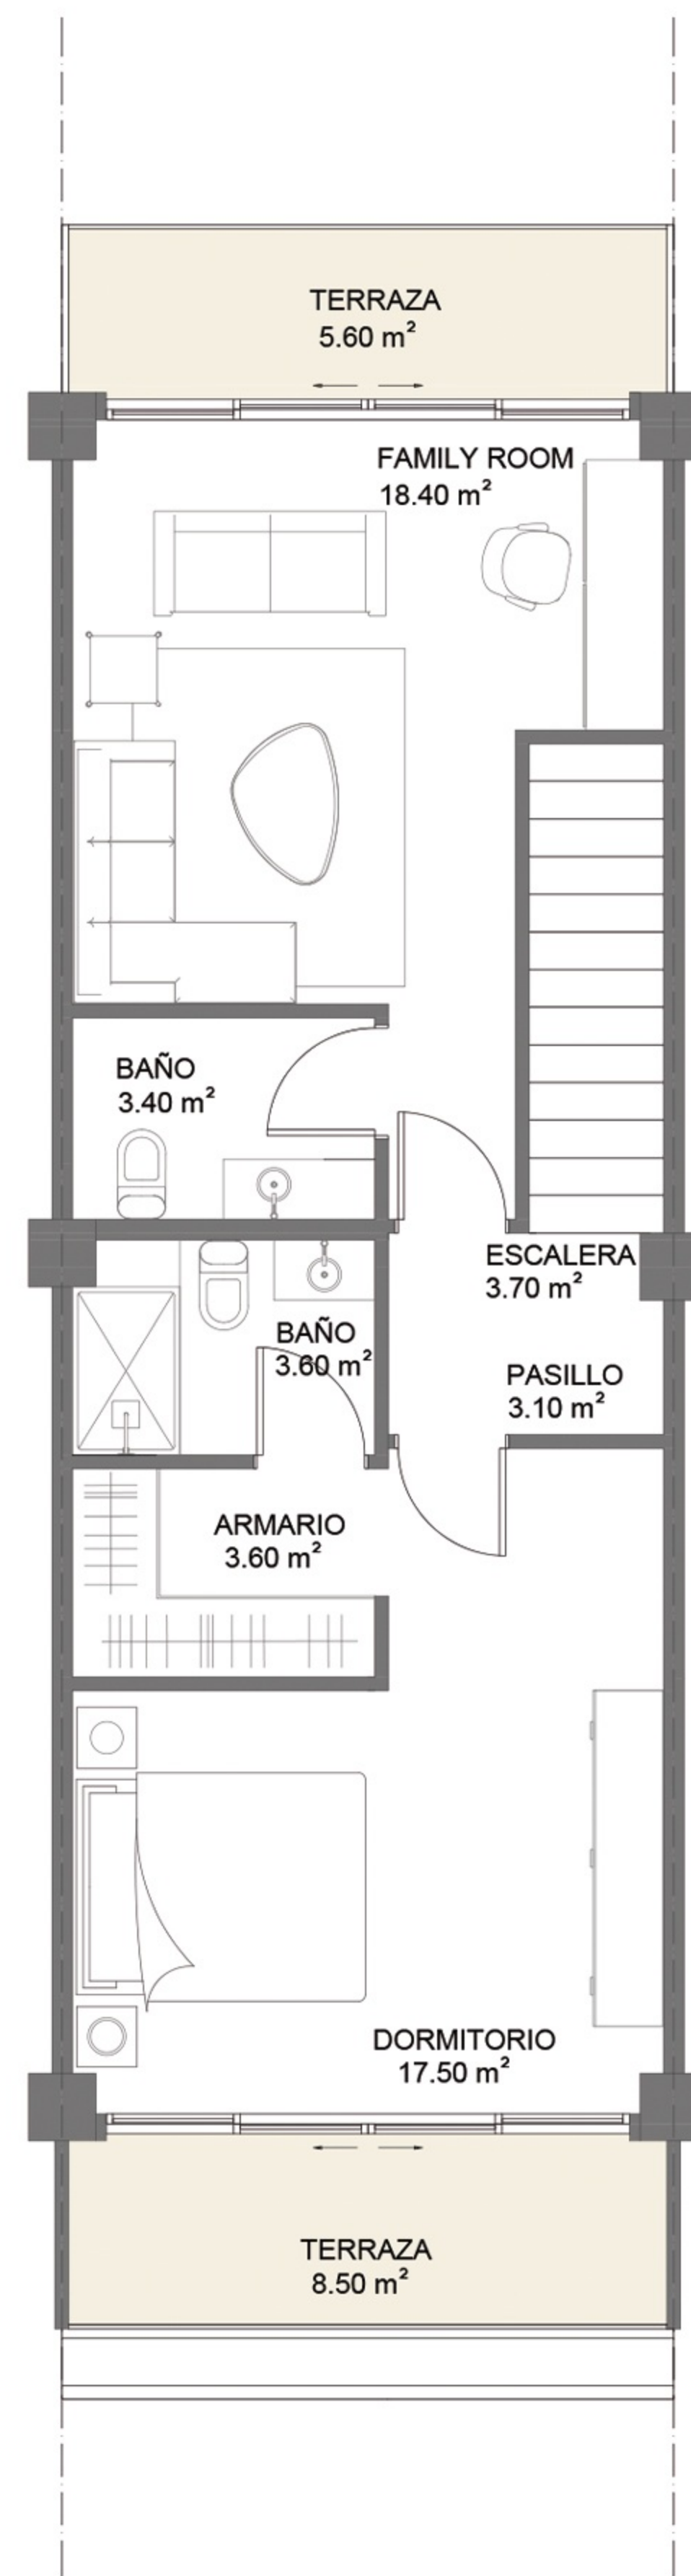 TERRAZA
5.60 m²
FAMILY ROOM
18.40 m²
BAÑO
3.40 m²
ESCALERA
3.70 m²
BAÑO
3.60 m²
PASILLO
3.10 m²
ARMARIO
3.60 m²
DORMITORIO
17.50 m²
TERRAZA
8.50 m²